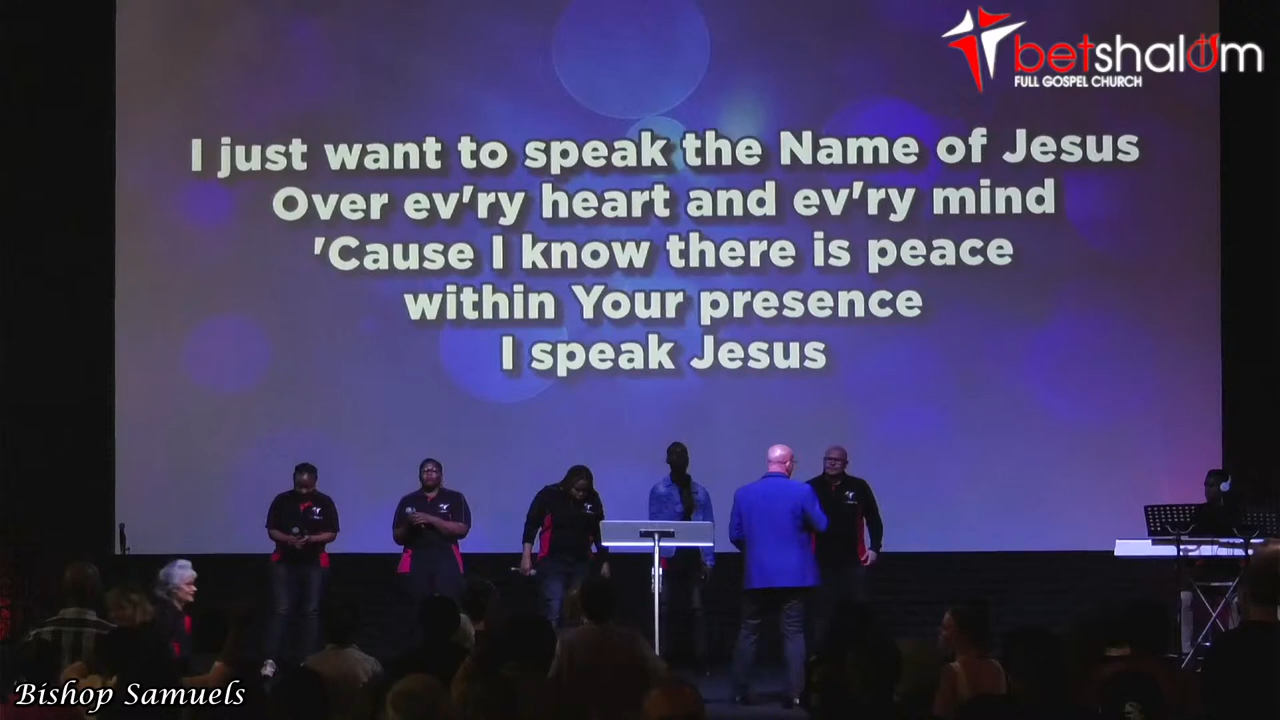 betshalom
FULL GOSPEL CHURCH
I just want to speak the Name of Jesus
Over ev'ry heart and ev'ry mind
'Cause I know there is peace
within Your presence
I speak Jesus
Bishop Samuels